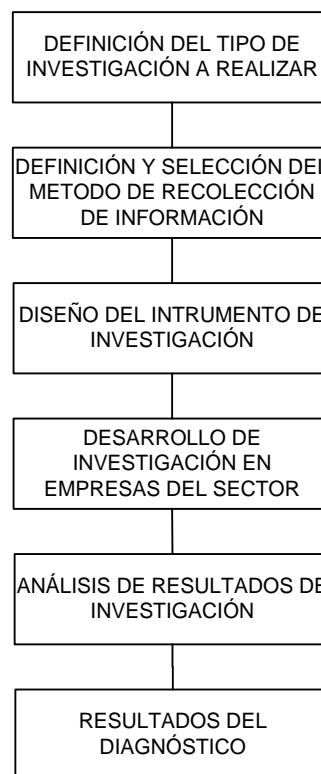 DEFINICIÓN DEL TIPO DE
INVESTIGACIÓN A REALIZAR
DEFINICIÓN Y SELECCIÓN DEL
METODO DE RECOLECCIÓN
DE INFORMACIÓN
DISEÑO DEL INTRUMENTO DE
INVESTIGACIÓN
DESARROLLO DE
INVESTIGACIÓN EN
EMPRESAS DEL SECTOR
ANÁLISIS DE RESULTADOS DE
INVESTIGACIÓN
RESULTADOS DEL
DIAGNÓSTICO